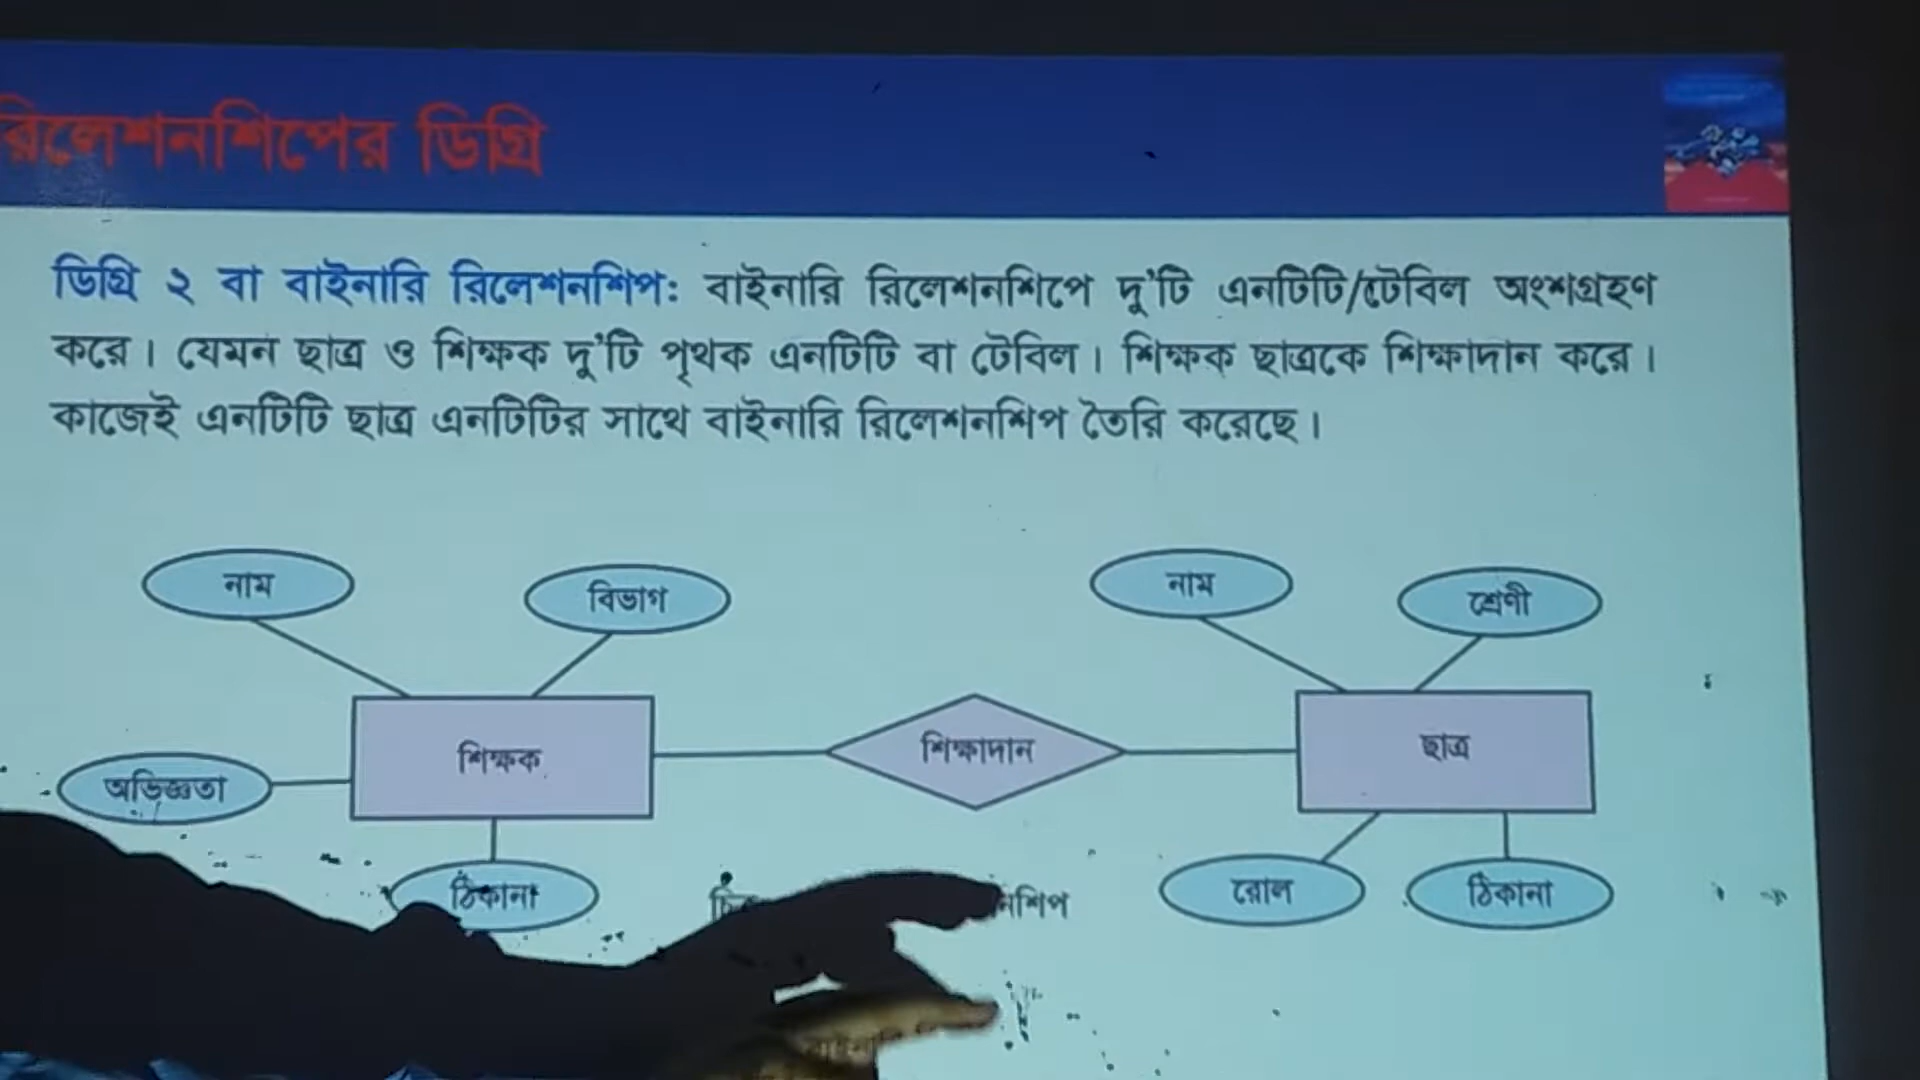 রিলেশনশিপের ডিগ্রি
ডিগ্রি ২ বা বাইনারি রিলেশনশিপ: বাইনারি রিলেশনশিপে দু'টি এনটিটি/টেবিল অংশগ্রহণ
করে। যেমন ছাত্র ও শিক্ষক দু'টি পৃথক এনটিটি বা টেবিল। শিক্ষক ছাত্রকে শিক্ষাদান করে।
কাজেই এনটিটি ছাত্র এনটিটির সাথে বাইনারি রিলেশনশিপ তৈরি করেছে।
নাম
বিভাগ
নাম
শ্রেণী
শিক্ষক
শিক্ষাদান
ছাত্র
অভিজ্ঞতা
ঠিকানা
রোল
ঠিকানা